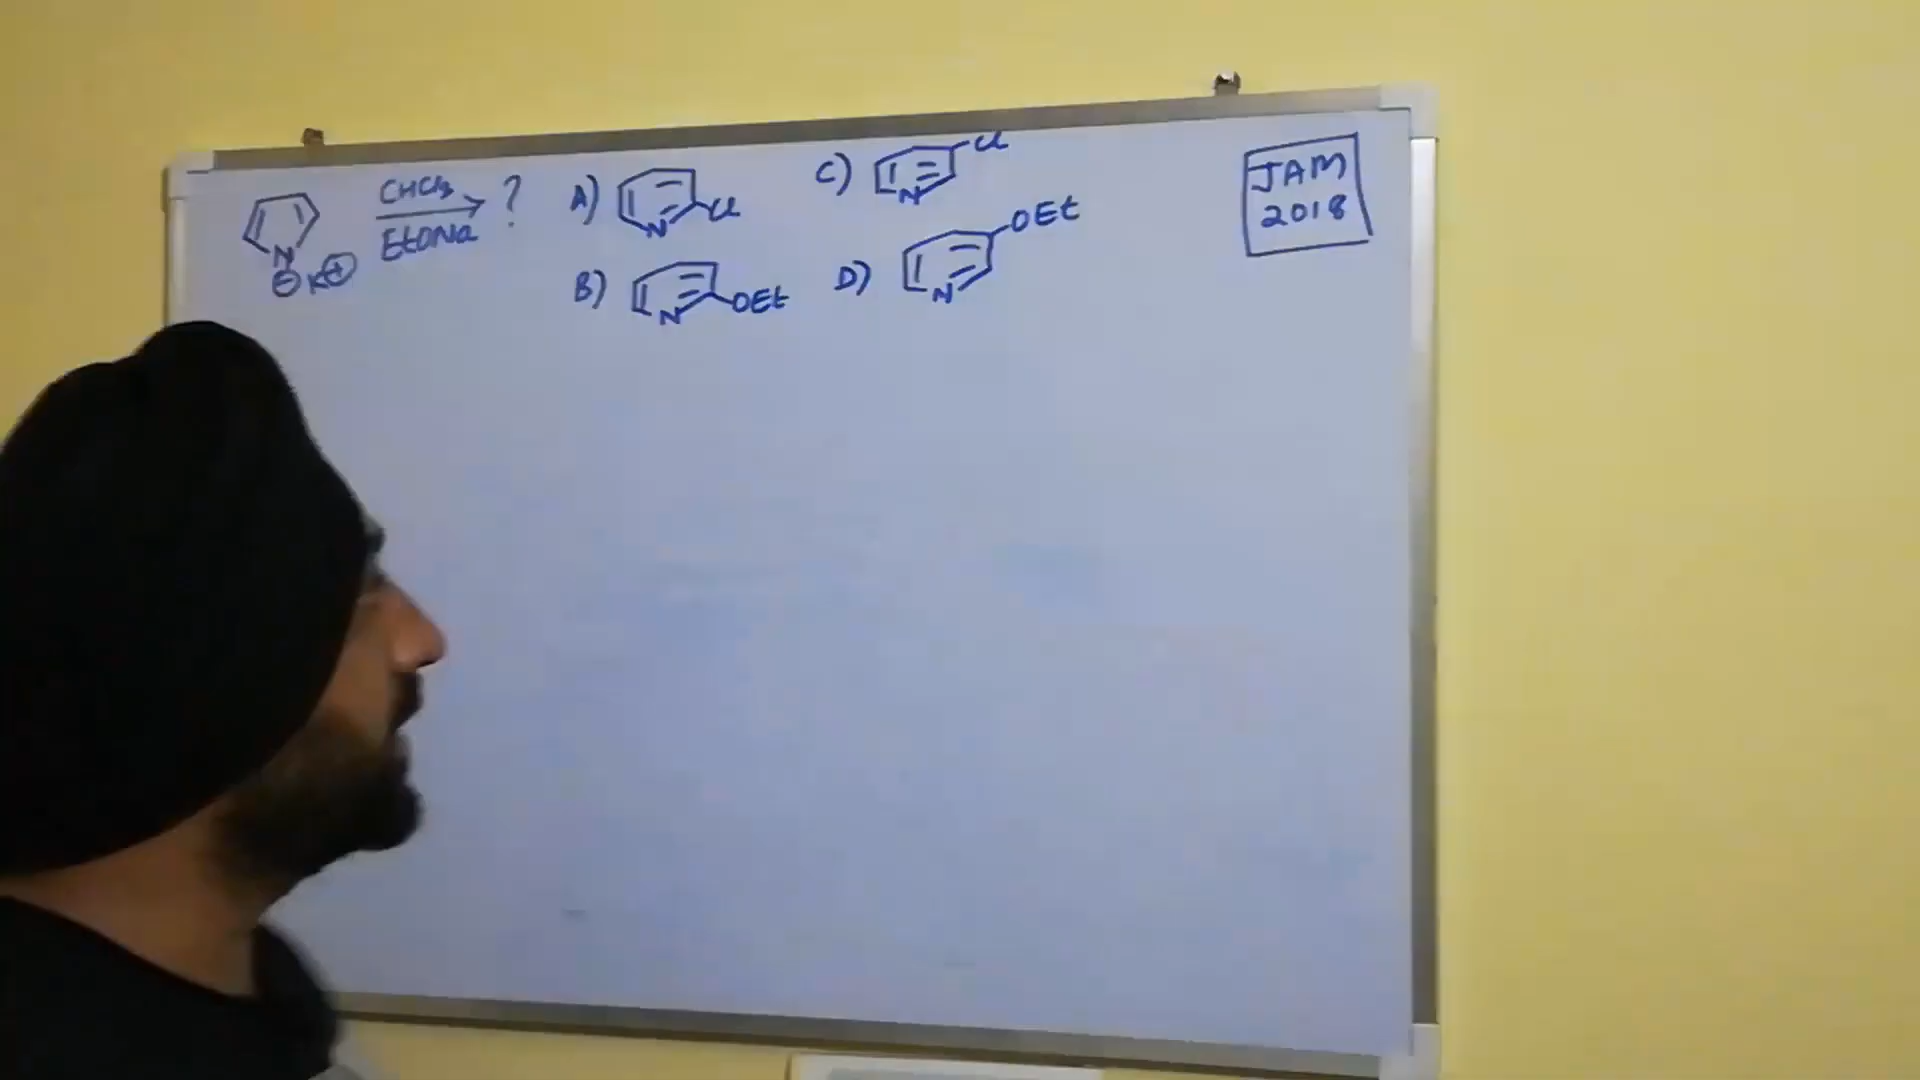 CHCl3
EtONa
?
N
⊖ K⊕
A)
N
Cl
B)
N
OEt
C)
N
Cl
D)
N
OEt
JAM
2018